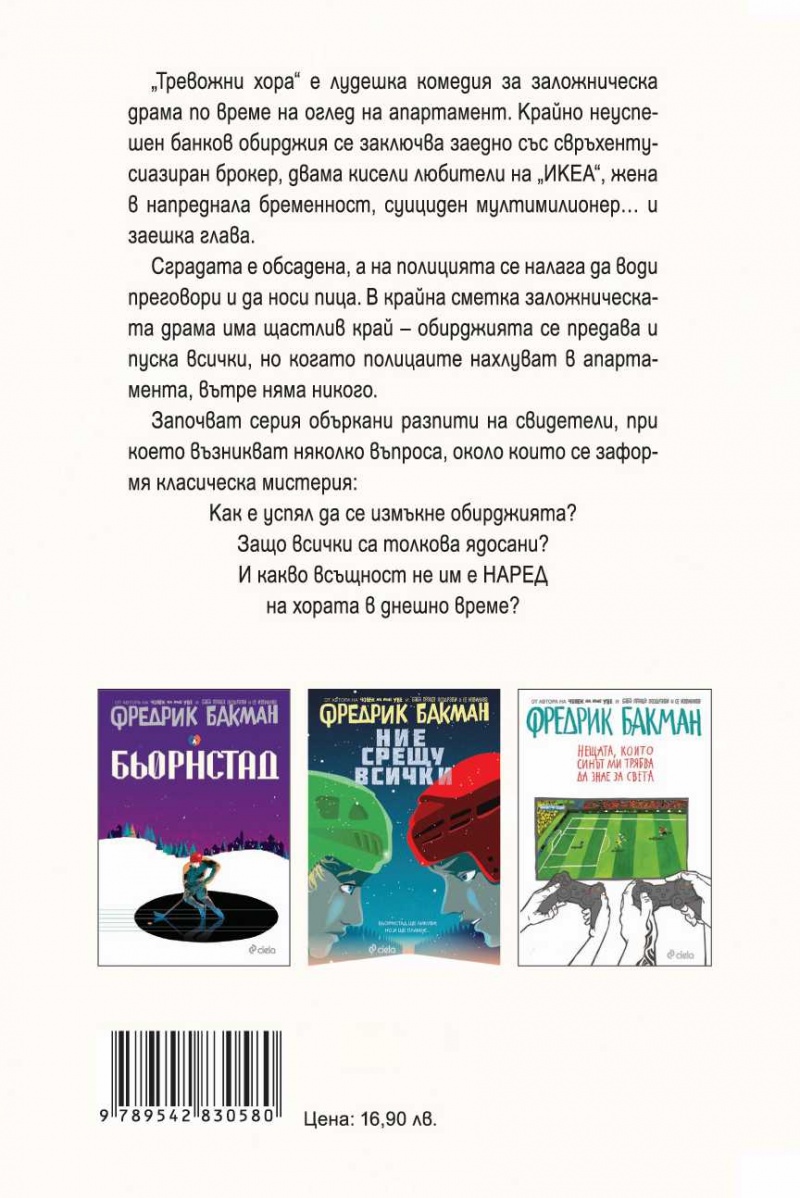 „Тревожни хора“ е лудешка комедия за заложническа
драма по време на оглед на апартамент. Крайно неуспе-
шен банков обирджия се заключва заедно със свръхенту-
сиазиран брокер, двама кисели любители на „ИКЕА“, жена
в напреднала бременност, суициден мултимилионер... и
заешка глава.
Сградата е обсадена, а на полицията се налага да води
преговори и да носи пица. В крайна сметка заложническа-
та драма има щастлив край – обирджията се предава и
пуска всички, но когато полицаите нахлуват в апарта-
мента, вътре няма никого.
Започват серия объркани разпити на свидетели, при
което възникват няколко въпроса, около които се зафор-
мя класическа мистерия:
Как е успял да се измъкне обирджията?
Защо всички са толкова ядосани?
И какво всъщност не им е НАРЕД
на хората в днешно време?
ФРЕДРИК БАКМАН
БЬОРНСТАД
ciela
ФРЕДРИК БАКМАН
НИЕ
СРЕЩУ
ВСИЧКИ
ciela
ФРЕДРИК БАКМАН
НЕЩАТА, КОИТО
СИНЪТ МИ ТРЯБВА
ДА ЗНАЕ ЗА СВЕТА
ciela
9 789542 830580
Цена: 16,90 лв.